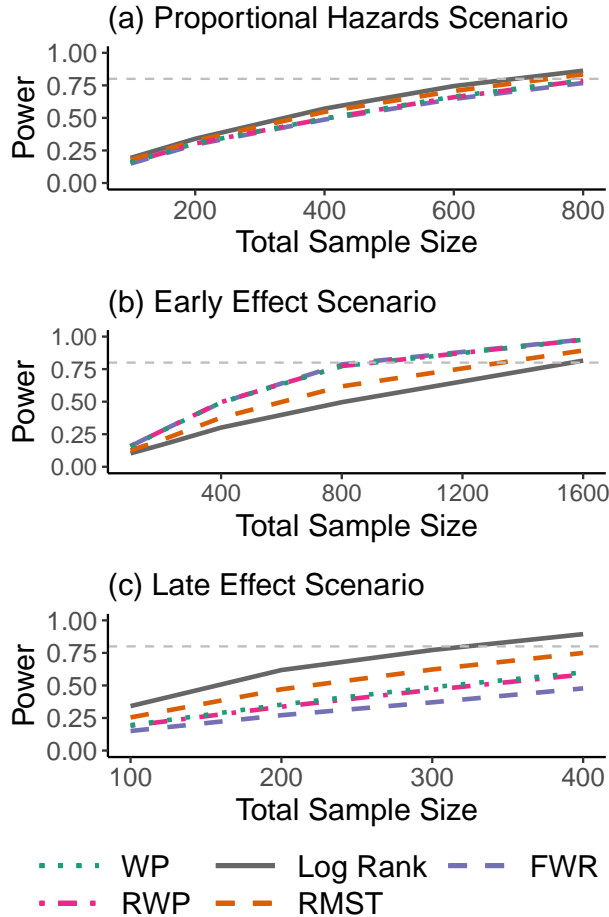 (a) Proportional Hazards Scenario
1.00
0.75
0.50
0.25
0.00
Power
200 400 600 800
Total Sample Size
(b) Early Effect Scenario
1.00
0.75
0.50
0.25
0.00
Power
400 800 1200 1600
Total Sample Size
(c) Late Effect Scenario
1.00
0.75
0.50
0.25
0.00
Power
100 200 300 400
Total Sample Size
WP Log Rank FWR
RWP RMST